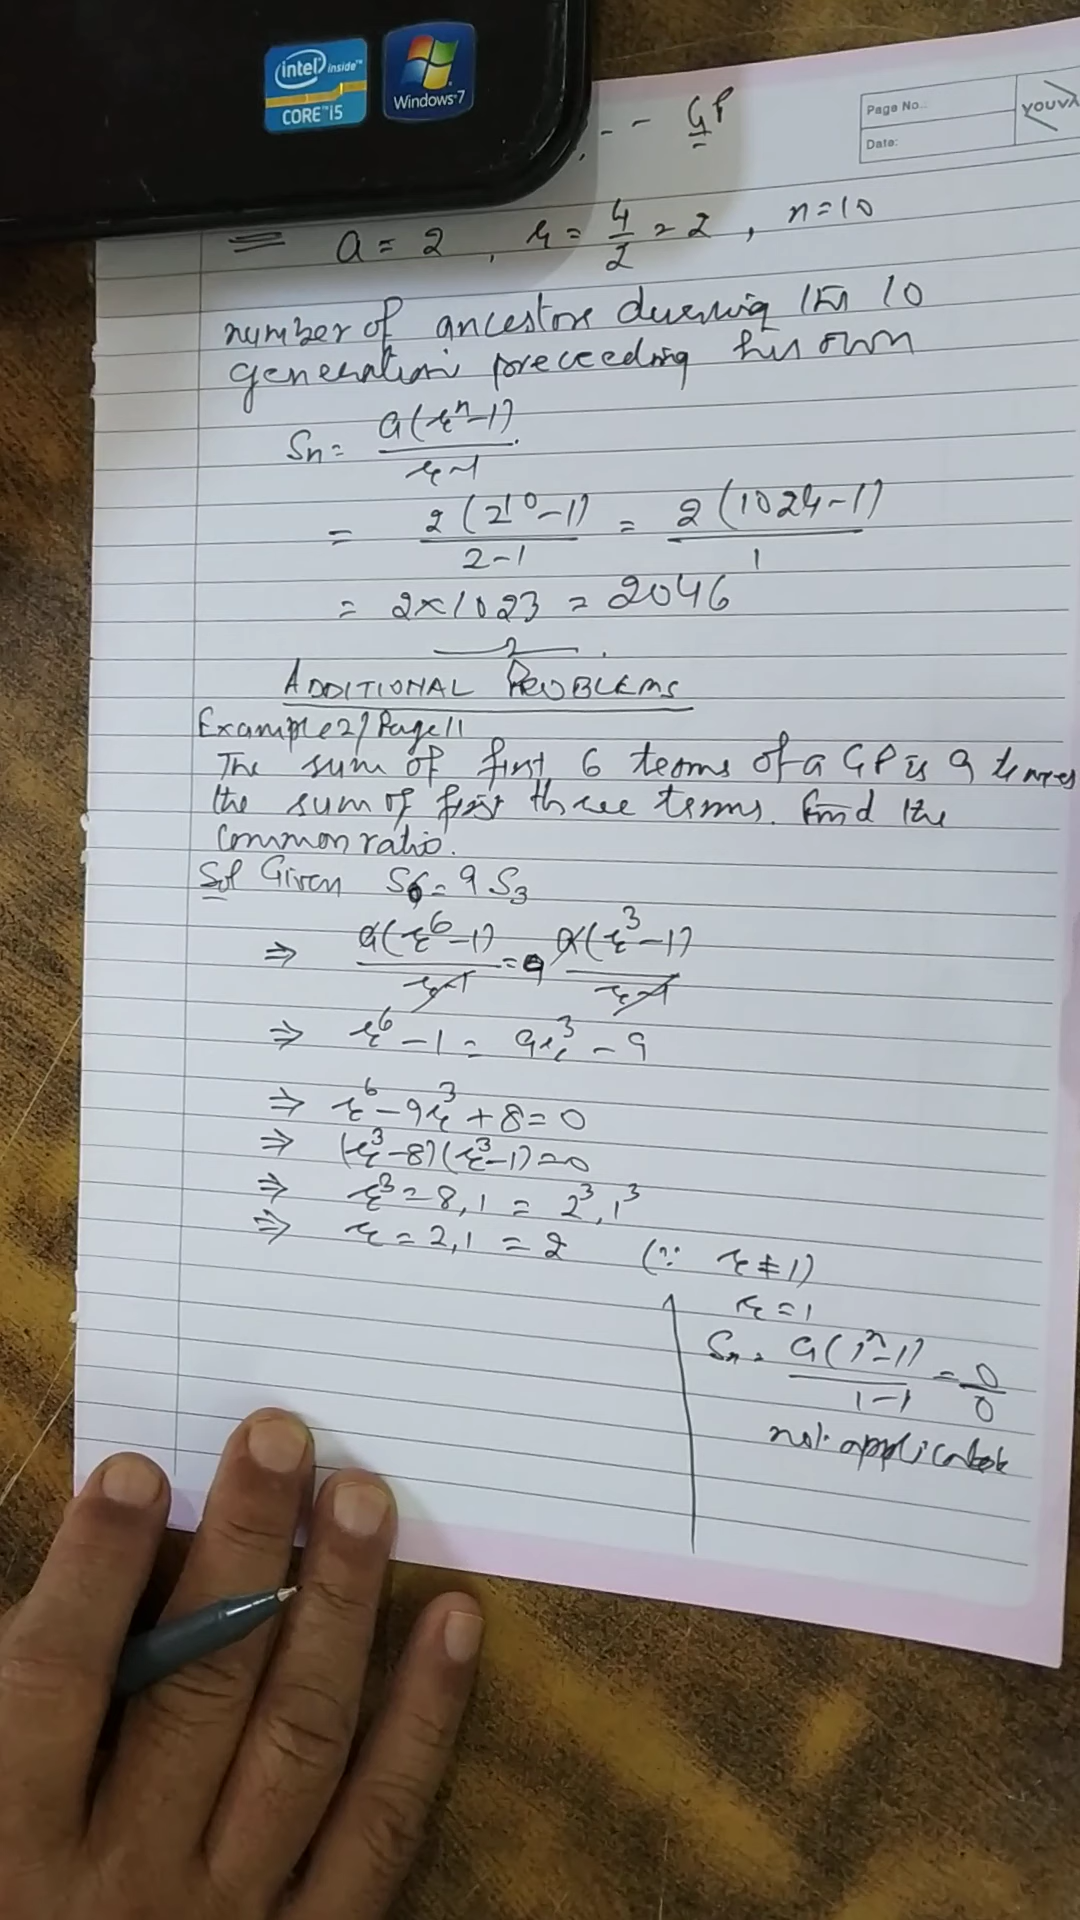 intel inside™
CORE™ i5
Windows 7
- - - GP
Page No..
Date:
YOUVA
a = 2 , r = 4/2 = 2 , n = 10
number of ancestors during the 10
generation preceeding his own
Sn = a(r^n - 1) / r - 1
= 2(2^10 - 1) / 2 - 1 = 2(1024 - 1) / 1
= 2 × 1023 = 2046
ADDITIONAL PROBLEMS
Example 2/Page 11
The sum of first 6 terms of a GP is 9 times
the sum of first three terms. Find the
common ratio.
Sol Given S6 = 9 S3
⇒ a(r^6 - 1) / r - 1 = 9 a(r^3 - 1) / r - 1
⇒ r^6 - 1 = 9r^3 - 9
⇒ r^6 - 9r^3 + 8 = 0
⇒ (r^3 - 8)(r^3 - 1) = 0
⇒ r^3 = 8, 1 = 2^3, 1^3
⇒ r = 2, 1 = 2 (∵ r ≠ 1)
r = 1
Sn = a(1^n - 1) / 1 - 1 = 0/0
not applicable